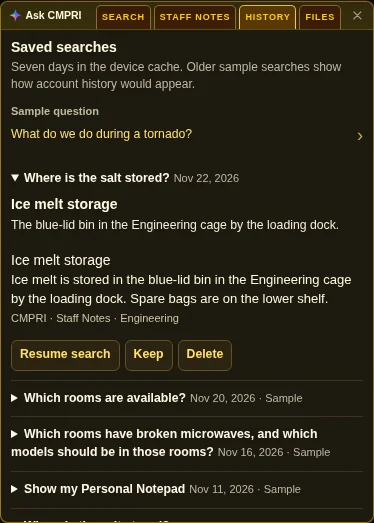 Ask CMPRI
SEARCH
STAFF NOTES
HISTORY
FILES
Saved searches
Seven days in the device cache. Older sample searches show
how account history would appear.
Sample question
What do we do during a tornado?
Where is the salt stored? Nov 22, 2026
Ice melt storage
The blue-lid bin in the Engineering cage by the loading dock.
Ice melt storage
Ice melt is stored in the blue-lid bin in the Engineering cage
by the loading dock. Spare bags are on the lower shelf.
CMPRI · Staff Notes · Engineering
Resume search
Keep
Delete
Which rooms are available? Nov 20, 2026 · Sample
Which rooms have broken microwaves, and which
models should be in those rooms? Nov 16, 2026 · Sample
Show my Personal Notepad Nov 11, 2026 · Sample